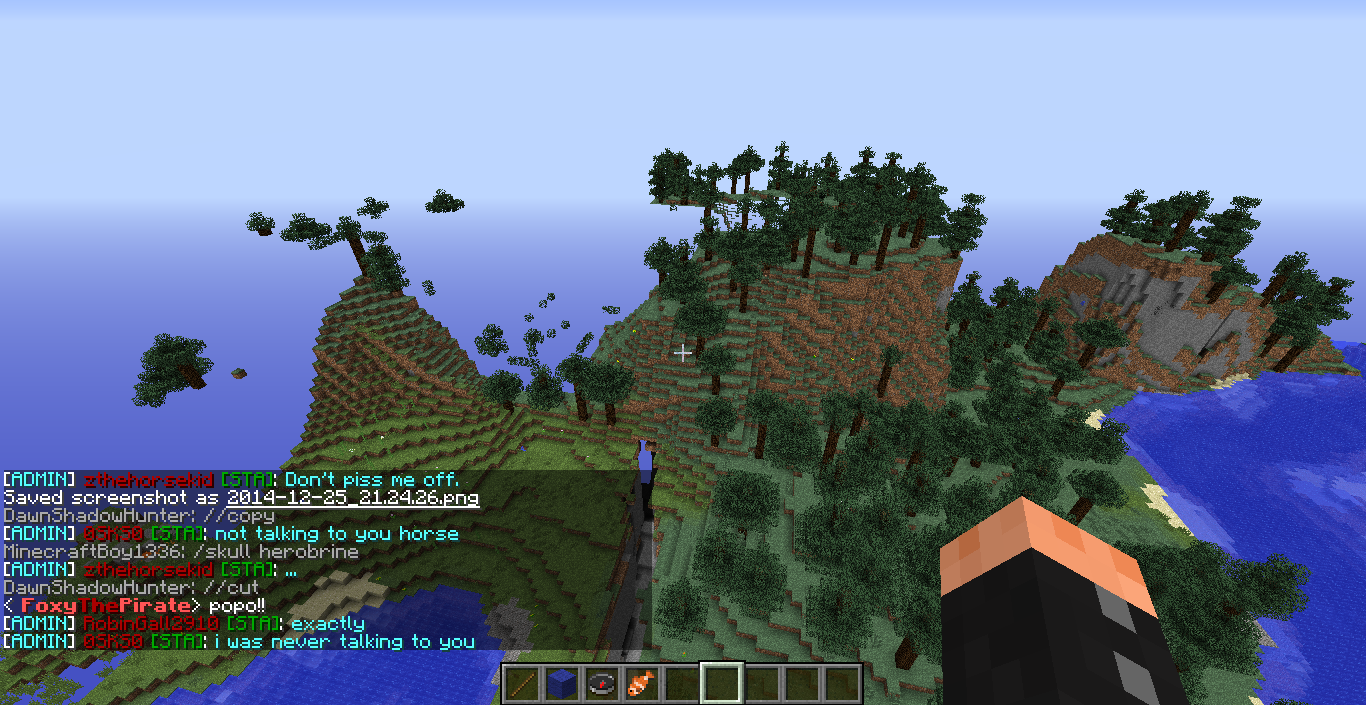 [ADMIN] zthehorsekid [STA]: Don't piss me off.
Saved screenshot as 2014-12-25_21.24.26.png
DawnShadowHunter: //copy
[ADMIN] 05K50 [STA]: not talking to you horse
MinecraftBoy1336: /skull herobrine
[ADMIN] zthehorsekid [STA]: ...
DawnShadowHunter: //cut
< FoxyThePirate> popo!!
[ADMIN] RobinGall2910 [STA]: exactly
[ADMIN] 05K50 [STA]: i was never talking to you